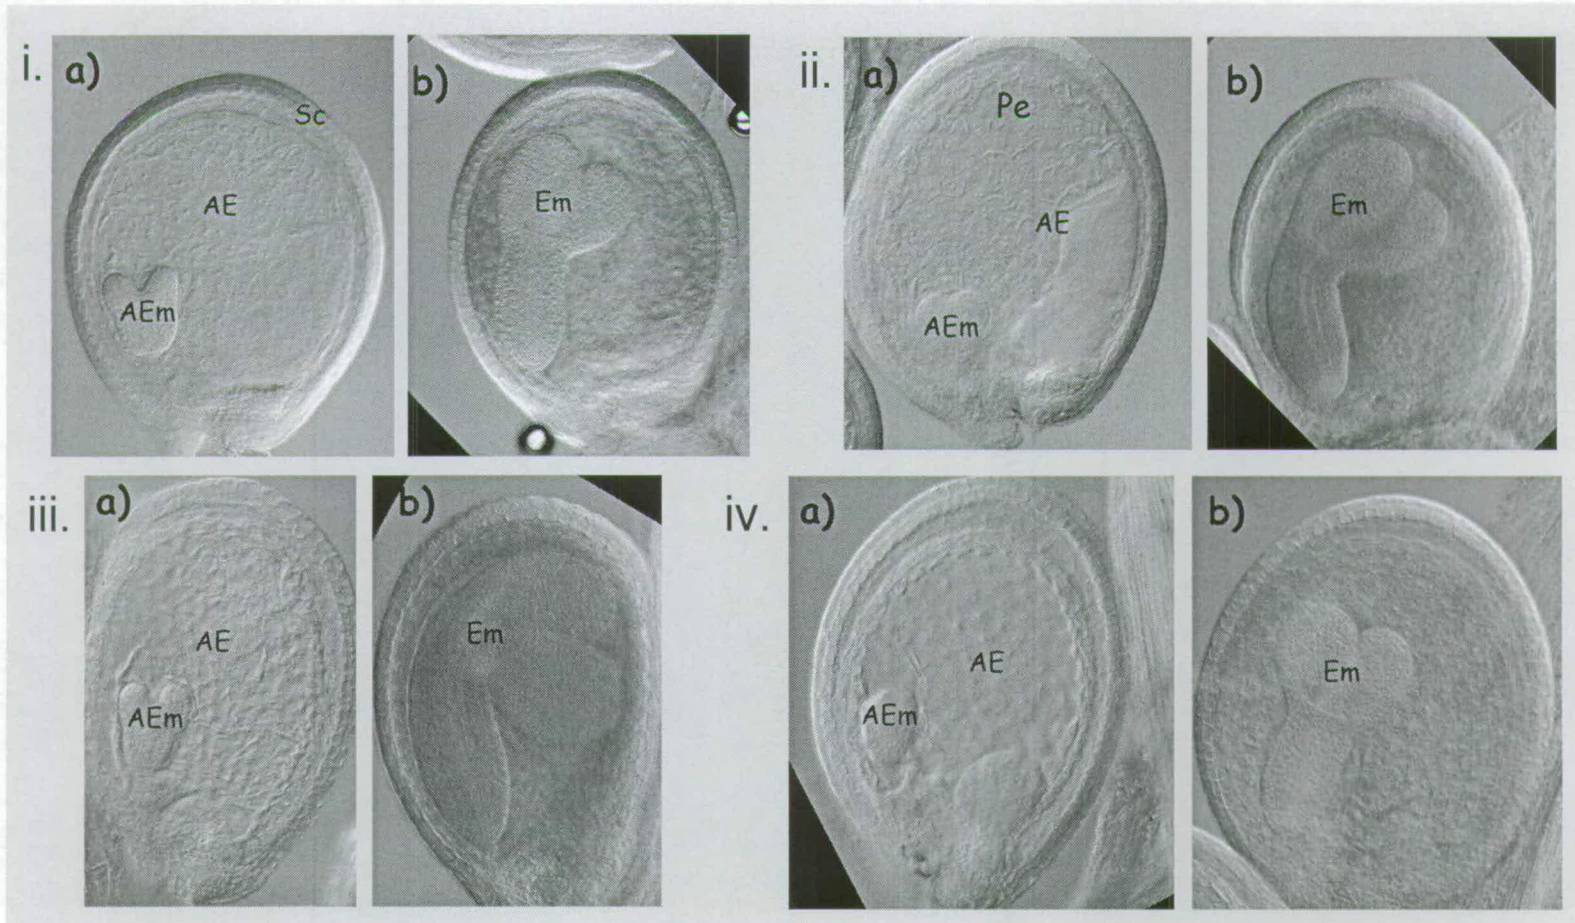 i. a) b) ii. a) b)
Sc Pe
AE Em AE Em
AEm AEm
iii. a) b) iv. a) b)
AE Em AE Em
AEm AEm